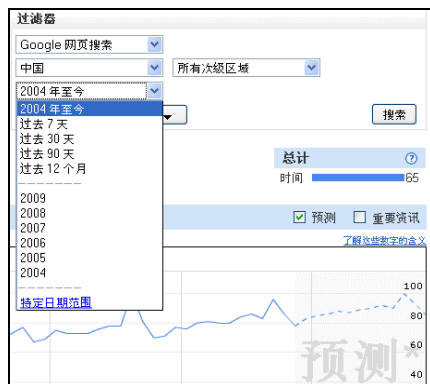 过滤器
Google 网页搜索
中国 所有次级区域
2004 年至今
2004 年至今
过去 7 天
过去 30 天
过去 90 天
过去 12 个月
-------
2009
2008
2007
2006
2005
2004
-------
特定日期范围
搜索
总计
时间 65
预测 重要资讯
了解这些数字的含义
100
80
60
40
预测*